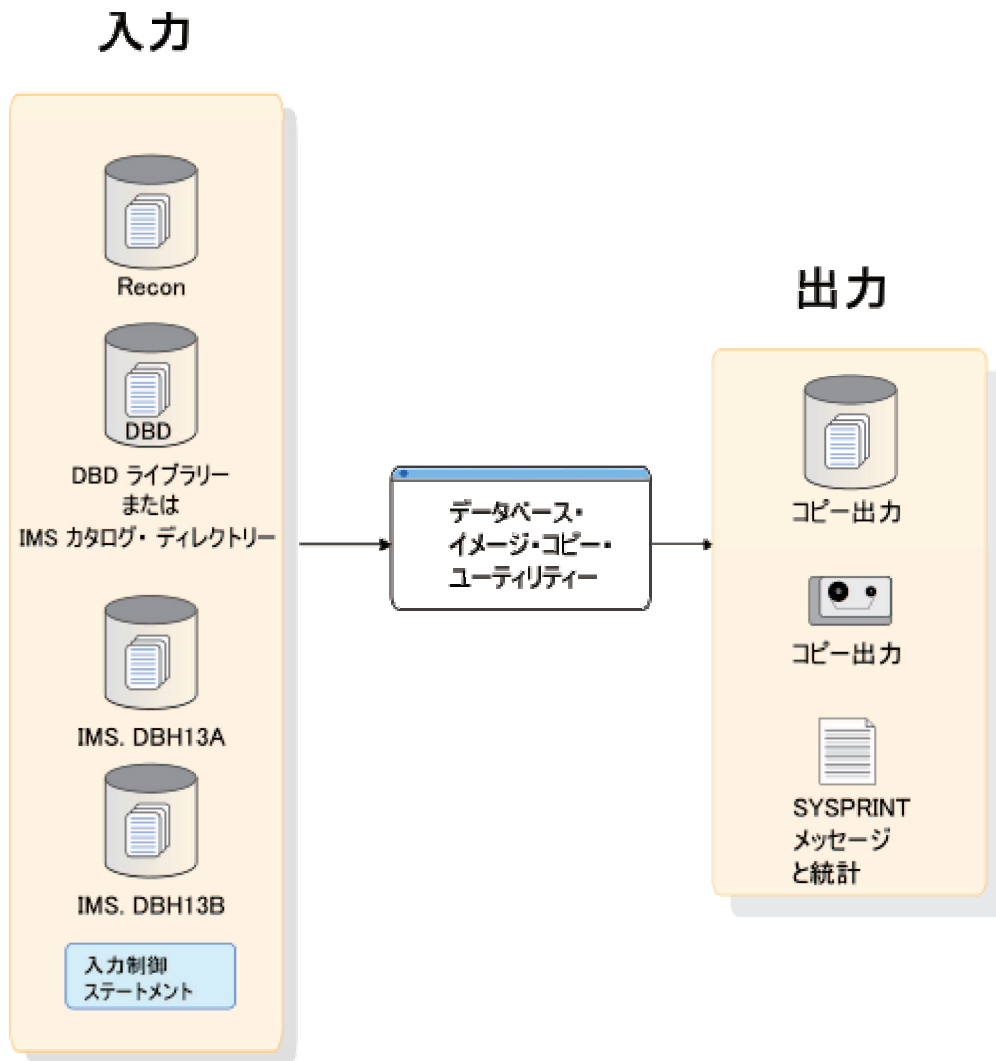 入力
Recon
DBD
DBD ライブラリー
または
IMS カタログ・ ディレクトリー
IMS. DBH13A
IMS. DBH13B
入力制御
ステートメント
データベース・
イメージ・コピー・
ユーティリティー
出力
コピー出力
コピー出力
SYSPRINT
メッセージ
と統計